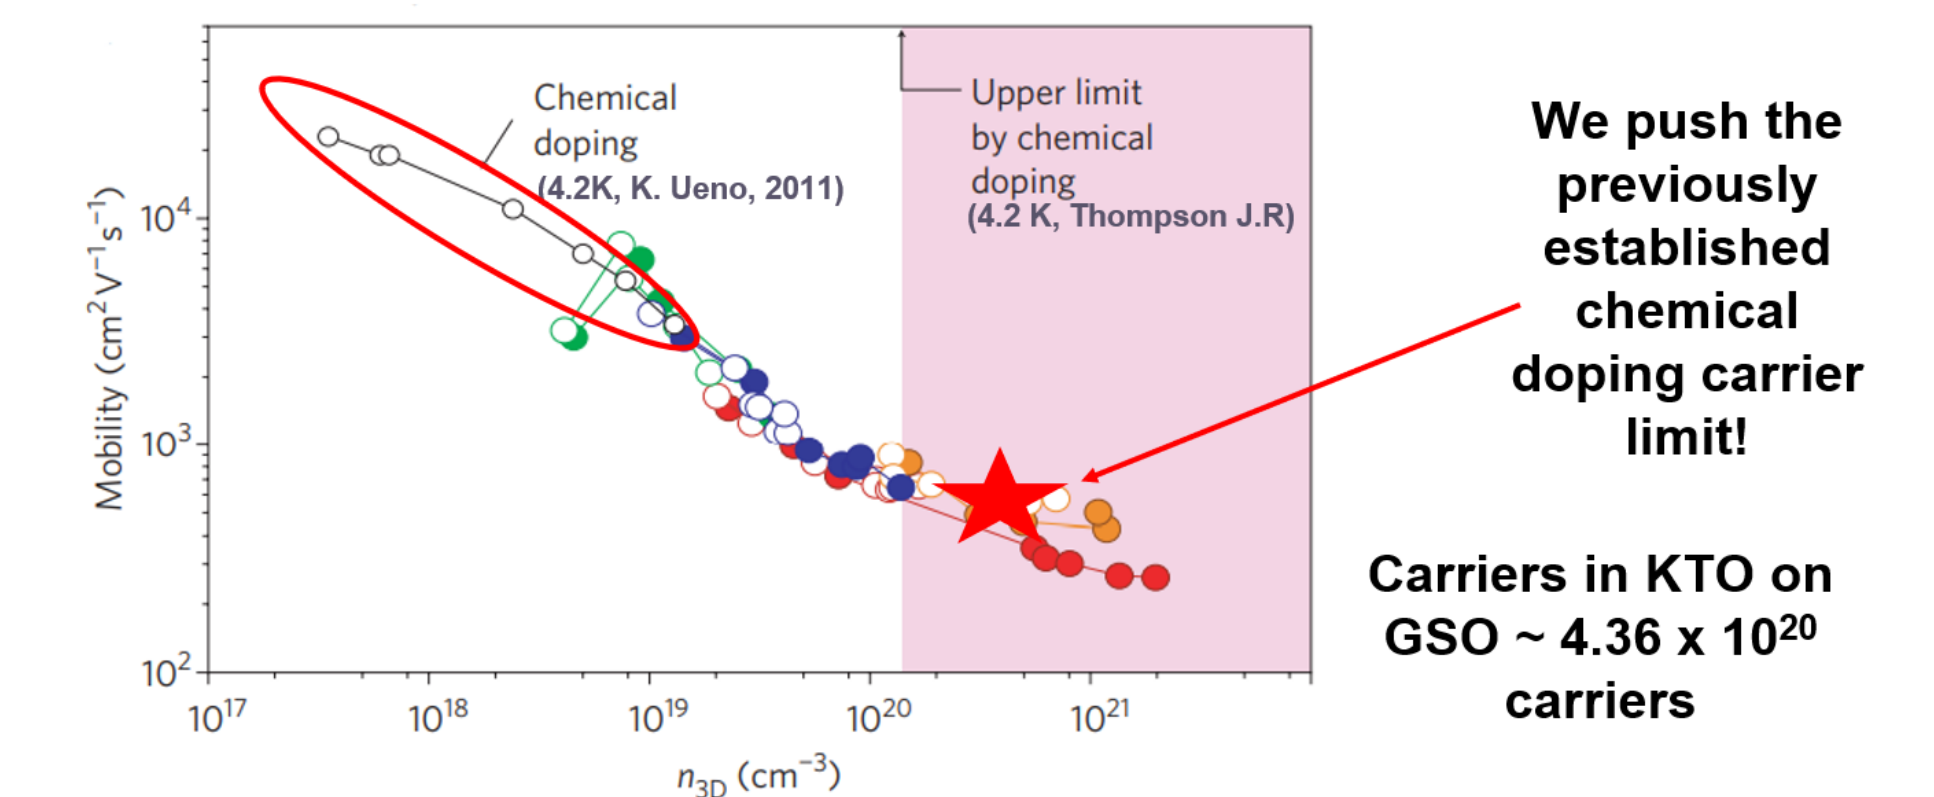 Chemical
doping
(4.2K, K. Ueno, 2011)
Upper limit
by chemical
doping
(4.2 K, Thompson J.R)
Mobility (cm² V⁻¹ s⁻¹)
10⁴
10³
10²
10¹⁷
10¹⁸
10¹⁹
10²⁰
10²¹
n₃D (cm⁻³)
We push the
previously
established
chemical
doping carrier
limit!
Carriers in KTO on
GSO ~ 4.36 x 10²⁰
carriers